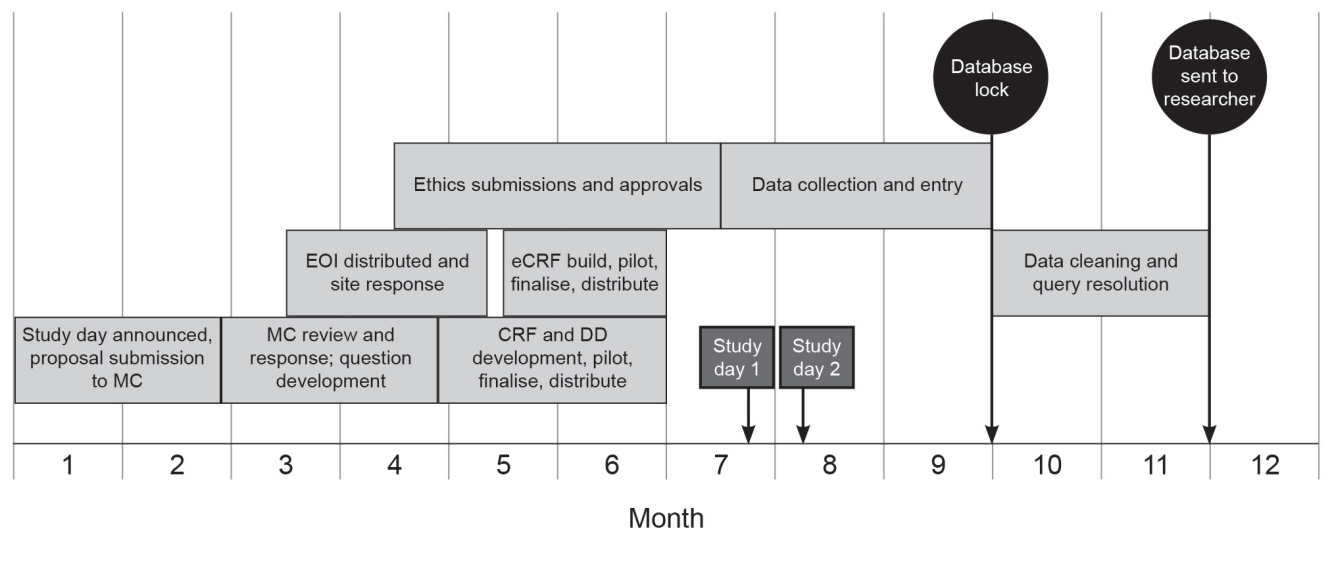 Database
lock
Database
sent to
researcher
Ethics submissions and approvals
Data collection and entry
EOI distributed and
site response
eCRF build, pilot,
finalise, distribute
Data cleaning and
query resolution
Study day announced,
proposal submission
to MC
MC review and
response; question
development
CRF and DD
development, pilot,
finalise, distribute
Study
day 1
Study
day 2
1 2 3 4 5 6 7 8 9 10 11 12
Month